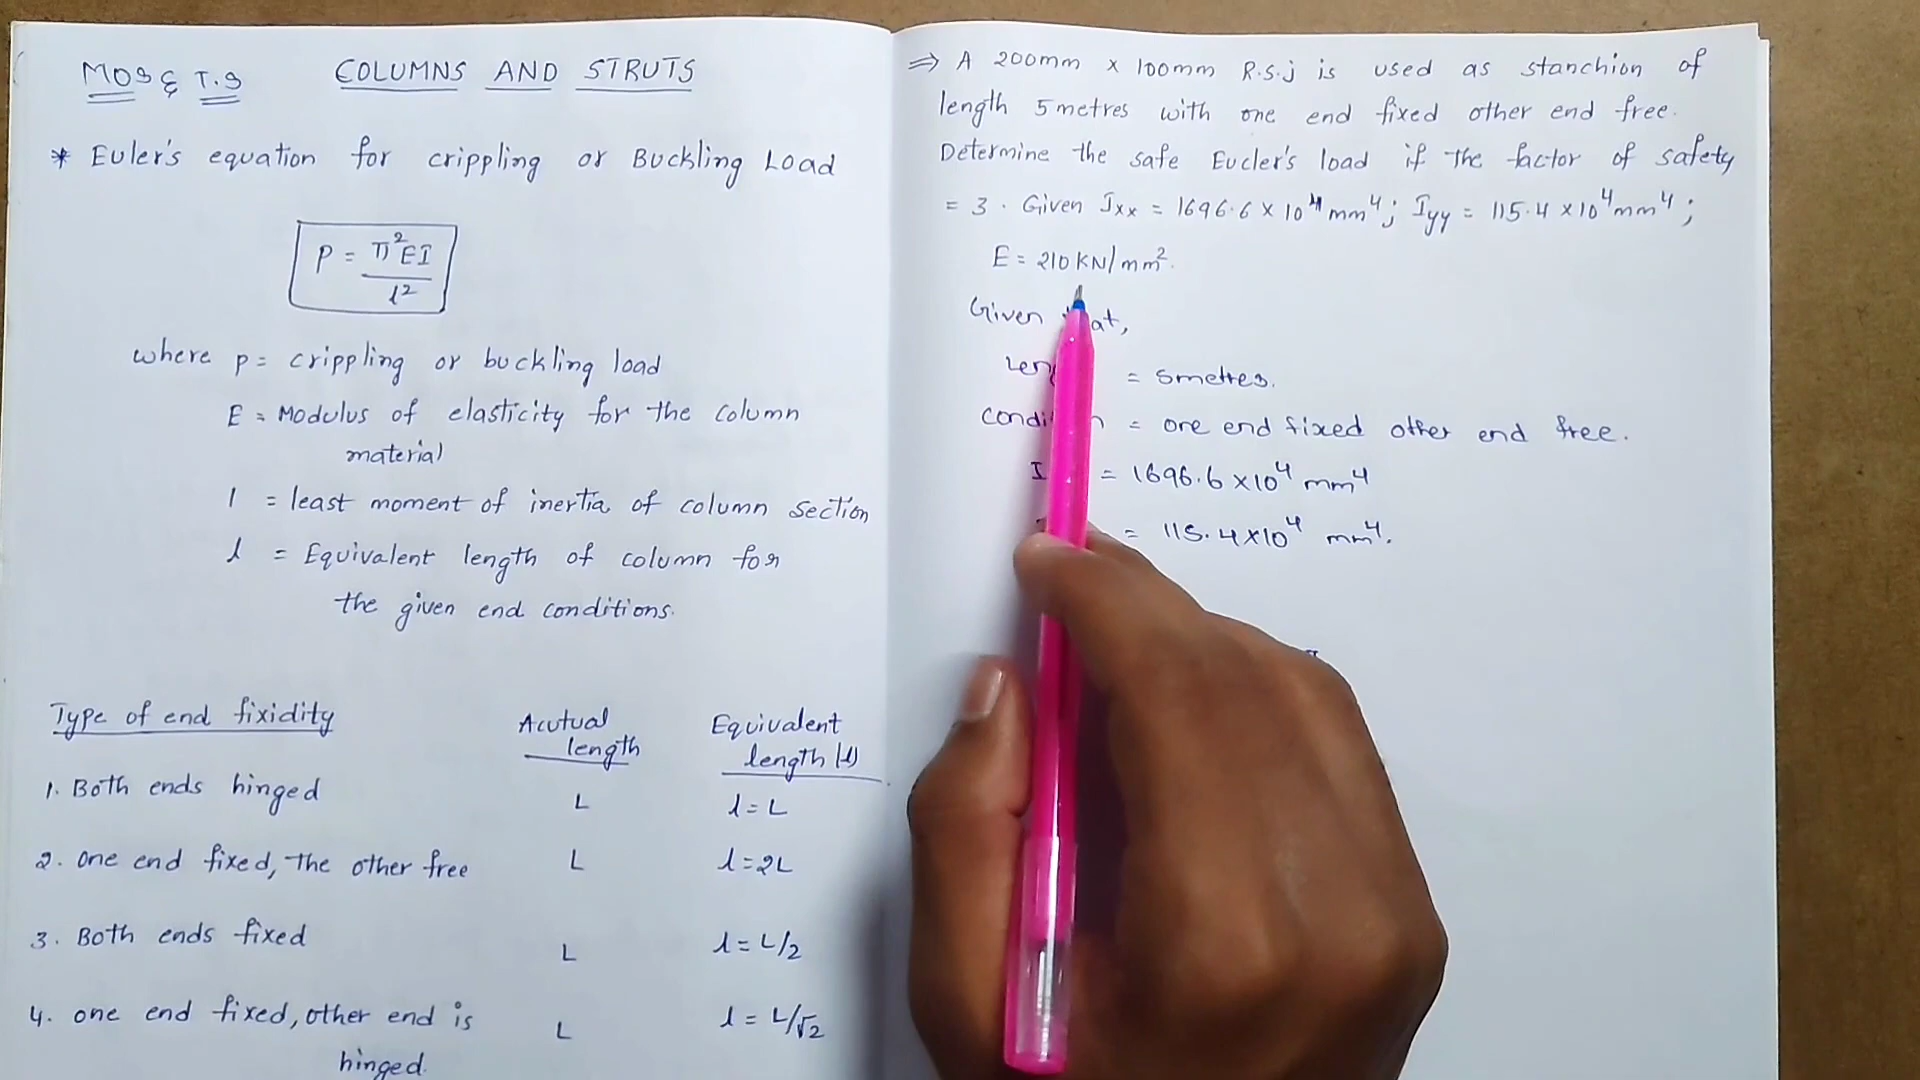 MOS & T.S
COLUMNS AND STRUTS
* Euler's equation for crippling or Buckling Load
P = π²EI / l²
where p = crippling or buckling load
E = Modulus of elasticity for the column
material
I = least moment of inertia of column section
l = Equivalent length of column for
the given end conditions.
Type of end fixidity
Acutual
length
Equivalent
length (l)
1. Both ends hinged L l = L
2. one end fixed, the other free L l = 2L
3. Both ends fixed L l = L/2
4. one end fixed, other end is L l = L/√2
hinged.
⇒ A 200mm x 100mm R.S.j is used as stanchion of
length 5 metres with one end fixed other end free.
Determine the safe Eucler's load if the factor of safety
= 3. Given Ixx = 1696.6 x 10⁴ mm⁴; Iyy = 115.4 x 10⁴ mm⁴;
E = 210 KN/mm².
Given
= 5metres.
= one end fixed other end free.
I = 1696.6 x 10⁴ mm⁴
= 115.4 x 10⁴ mm⁴.